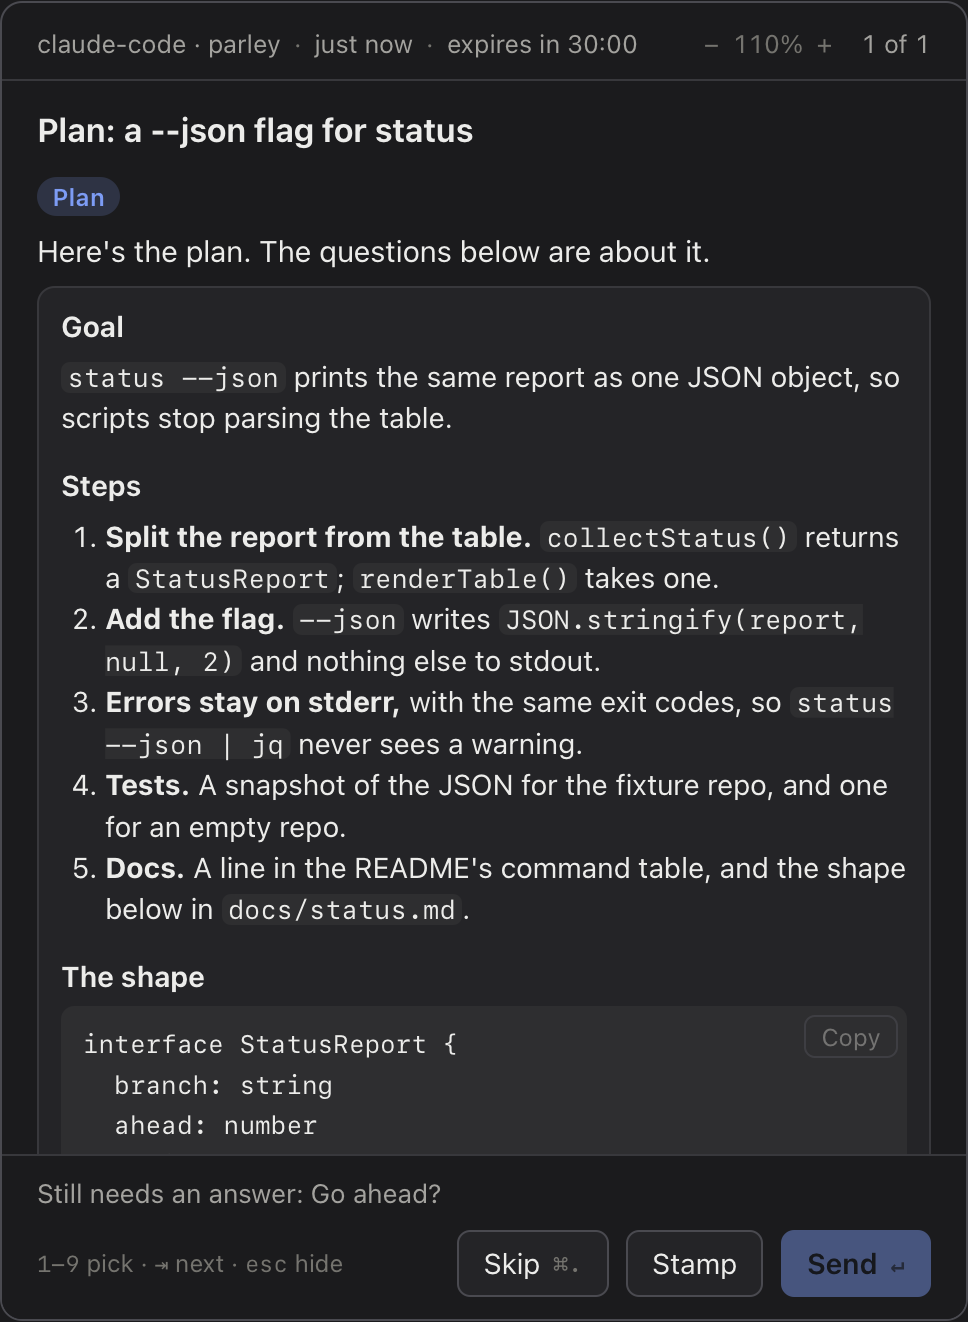 claude-code · parley · just now · expires in 30:00 − 110% + 1 of 1
Plan: a --json flag for status
Plan
Here's the plan. The questions below are about it.
Goal
status --json prints the same report as one JSON object, so
scripts stop parsing the table.
Steps
1. Split the report from the table. collectStatus() returns
a StatusReport; renderTable() takes one.
2. Add the flag. --json writes JSON.stringify(report,
null, 2) and nothing else to stdout.
3. Errors stay on stderr, with the same exit codes, so status
--json | jq never sees a warning.
4. Tests. A snapshot of the JSON for the fixture repo, and one
for an empty repo.
5. Docs. A line in the README's command table, and the shape
below in docs/status.md.
The shape
Copy
interface StatusReport {
  branch: string
  ahead: number
Still needs an answer: Go ahead?
1–9 pick · ⇥ next · esc hide Skip ⌘. Stamp Send ↵